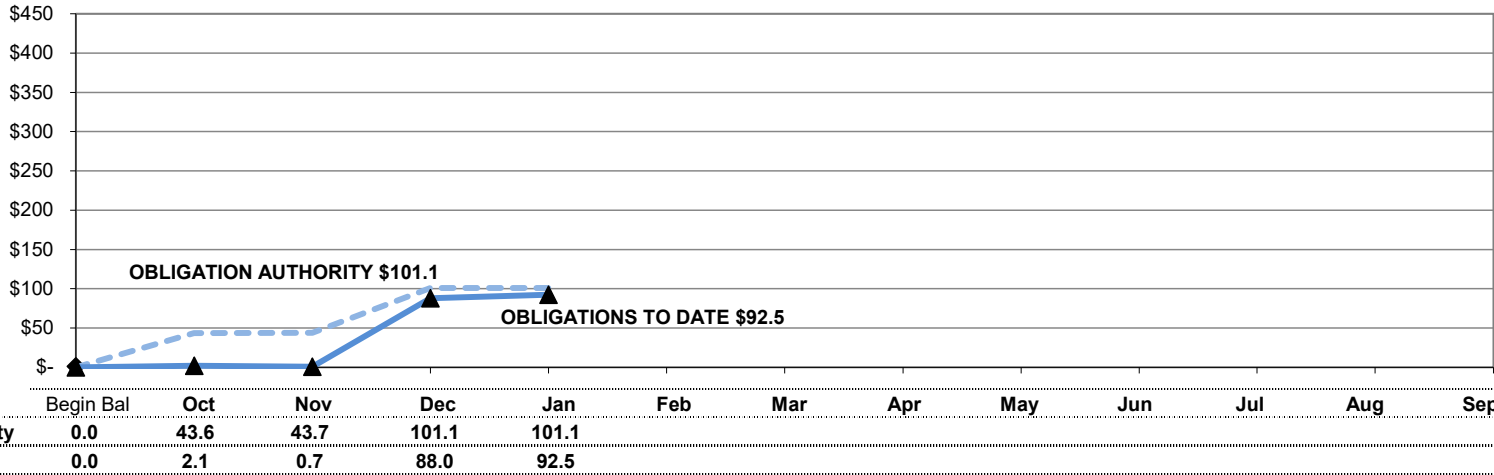 $450
$400
$350
$300
$250
$200
$150
OBLIGATION AUTHORITY $101.1
$100
OBLIGATIONS TO DATE $92.5
$50
$-
Begin Bal Oct Nov Dec Jan Feb Mar Apr May Jun Jul Aug Sep
ty 0.0 43.6 43.7 101.1 101.1
0.0 2.1 0.7 88.0 92.5